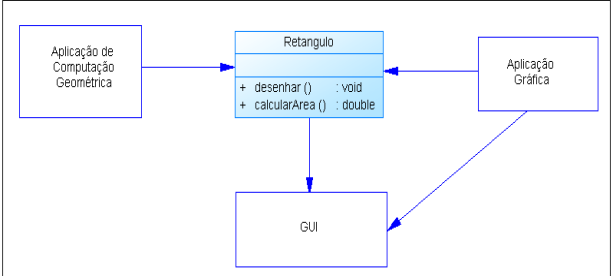 Aplicação de
Computação
Geométrica
Retangulo
+ desenhar () : void
+ calcularArea () : double
Aplicação
Gráfica
GUI